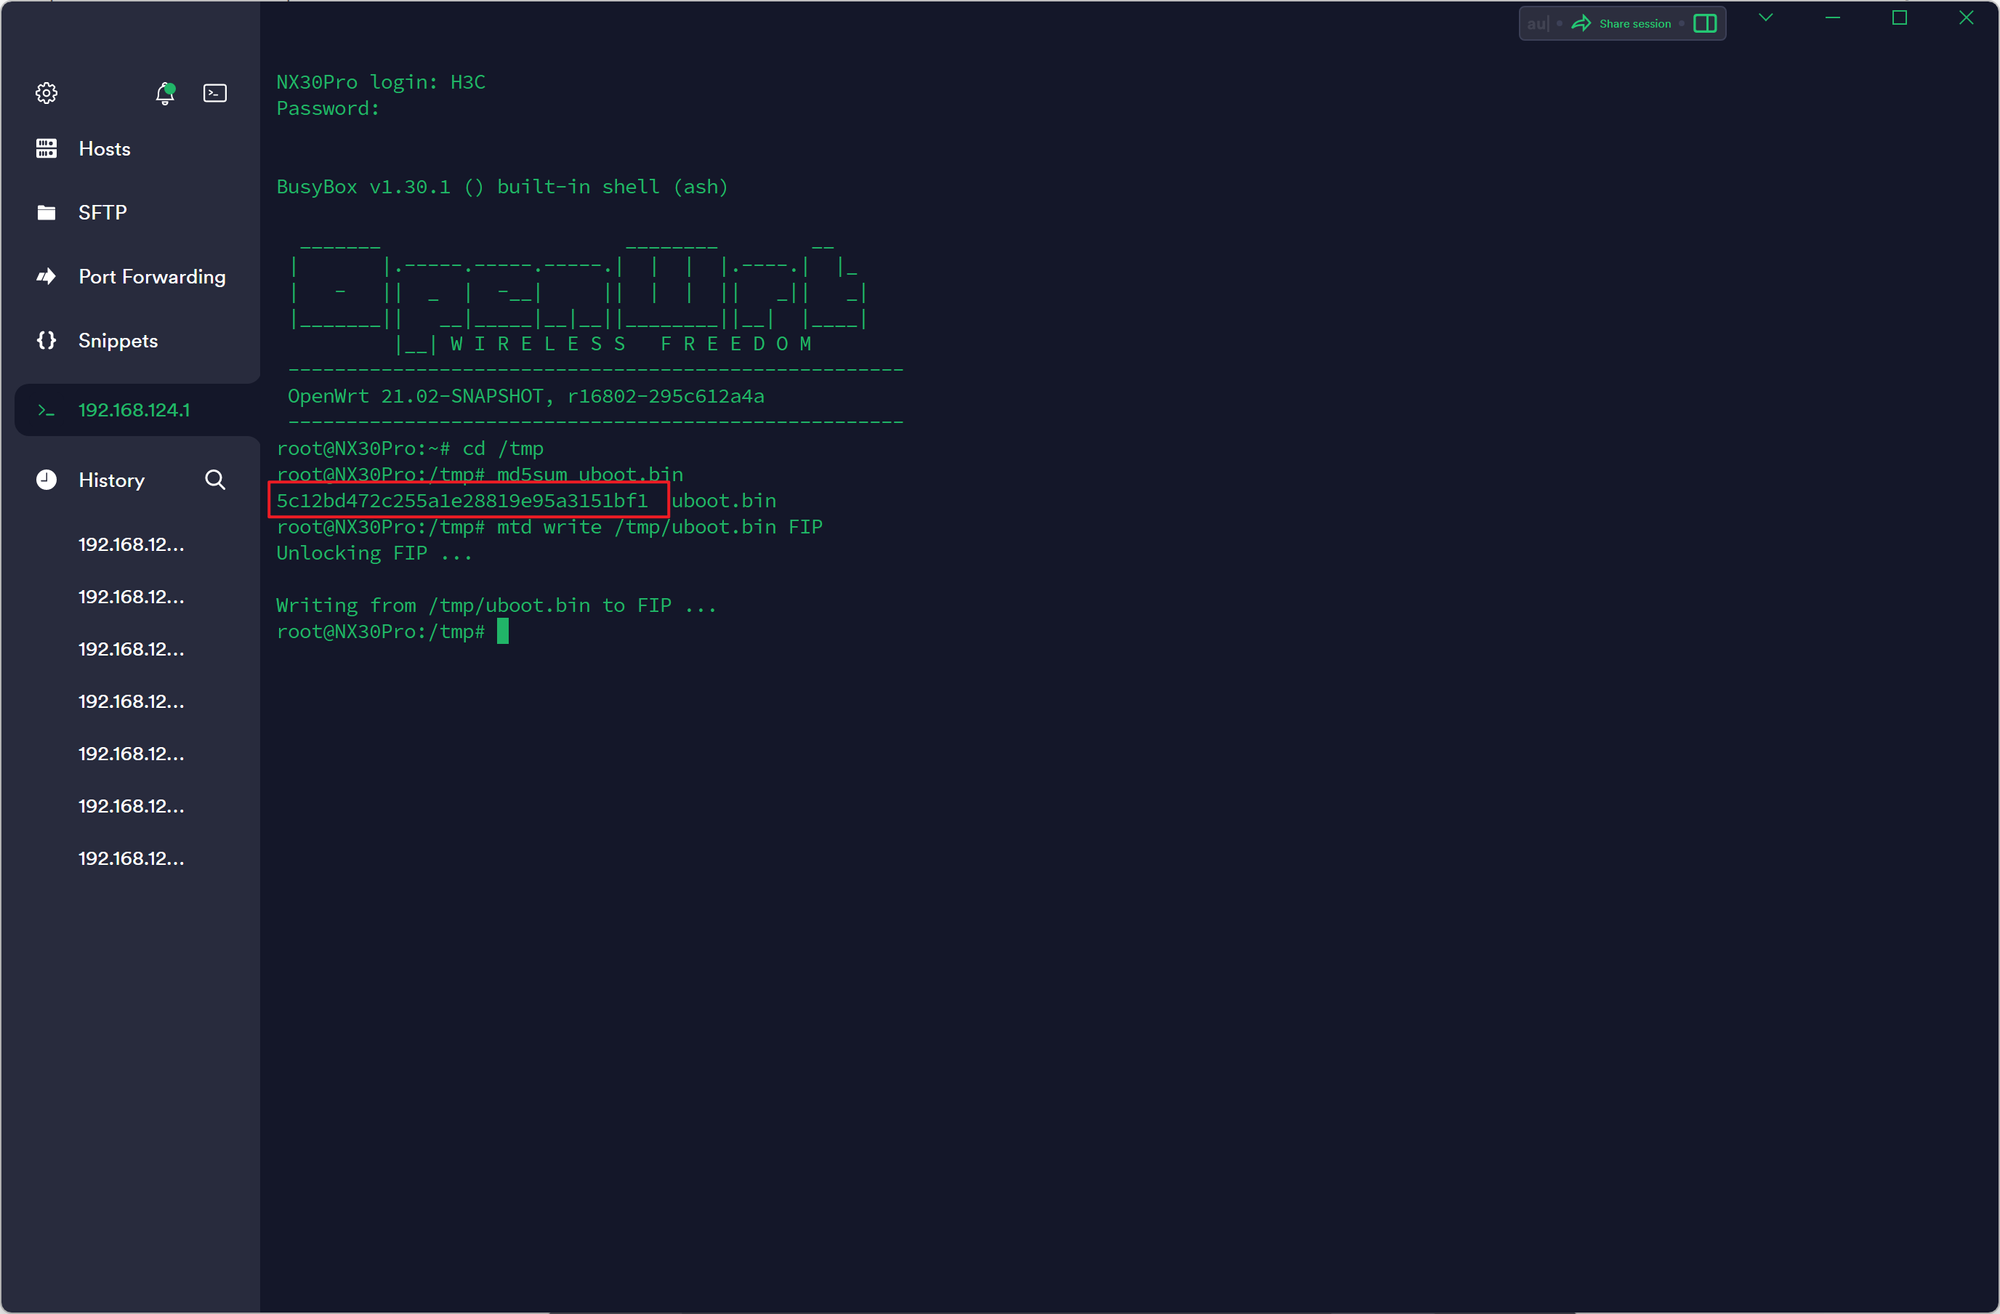 au| • Share session •
Hosts
SFTP
Port Forwarding
Snippets
>_ 192.168.124.1
History
192.168.12...
192.168.12...
192.168.12...
192.168.12...
192.168.12...
192.168.12...
192.168.12...
NX30Pro login: H3C
Password:
BusyBox v1.30.1 () built-in shell (ash)
  _______                     ________        __
 |       |.-----.-----.-----.|  |  |  |.----.|  |_
 |   -   ||  _  |  -__|     ||  |  |  ||   _||   _|
 |_______||   __|_____|__|__||________||__|  |____|
          |__| W I R E L E S S   F R E E D O M
 -----------------------------------------------------
 OpenWrt 21.02-SNAPSHOT, r16802-295c612a4a
 -----------------------------------------------------
root@NX30Pro:~# cd /tmp
root@NX30Pro:/tmp# md5sum uboot.bin
5c12bd472c255a1e28819e95a3151bf1  uboot.bin
root@NX30Pro:/tmp# mtd write /tmp/uboot.bin FIP
Unlocking FIP ...
Writing from /tmp/uboot.bin to FIP ...
root@NX30Pro:/tmp#